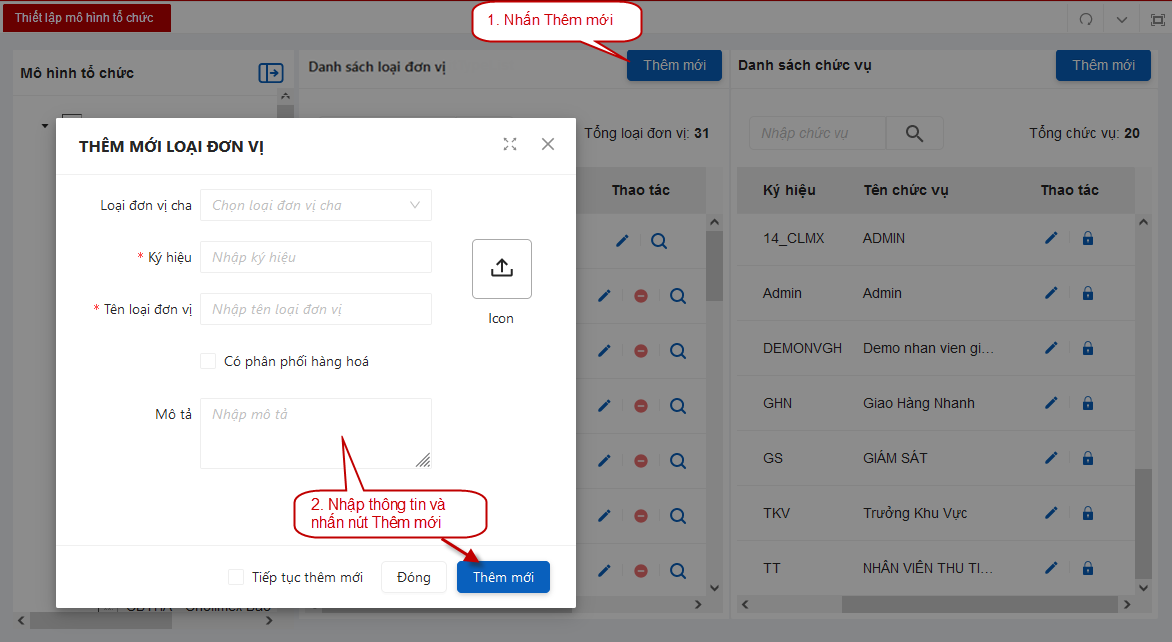 Thiết lập mô hình tổ chức
1. Nhấn Thêm mới
Mô hình tổ chức
Danh sách loại đơn vị
Thêm mới
Danh sách chức vụ
Thêm mới
Tổng loại đơn vị: 31
Nhập chức vụ
Tổng chức vụ: 20
THÊM MỚI LOẠI ĐƠN VỊ
Loại đơn vị cha
Chọn loại đơn vị cha
* Ký hiệu
Nhập ký hiệu
* Tên loại đơn vị
Nhập tên loại đơn vị
Icon
Có phân phối hàng hoá
Mô tả
Nhập mô tả
2. Nhập thông tin và
nhấn nút Thêm mới
Tiếp tục thêm mới
Đóng
Thêm mới
Thao tác
Ký hiệu Tên chức vụ Thao tác
14_CLMX ADMIN
Admin Admin
DEMONVGH Demo nhan vien gi...
GHN Giao Hàng Nhanh
GS GIÁM SÁT
TKV Trưởng Khu Vực
TT NHÂN VIÊN THU TI...